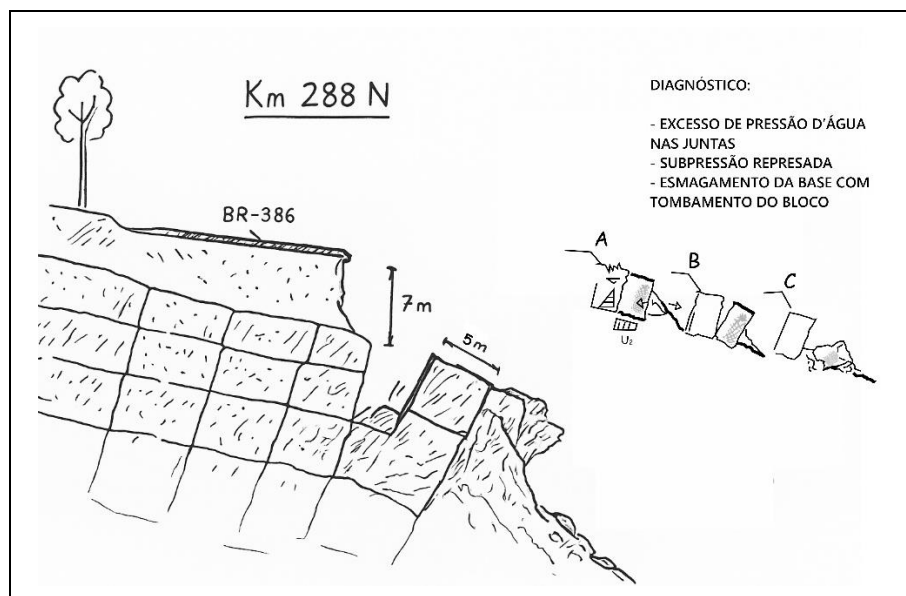 Km 288 N
BR-386
7m
5m
DIAGNÓSTICO:
- EXCESSO DE PRESSÃO D'ÁGUA
NAS JUNTAS
- SUBPRESSÃO REPRESADA
- ESMAGAMENTO DA BASE COM
TOMBAMENTO DO BLOCO
A
B
C
U₂